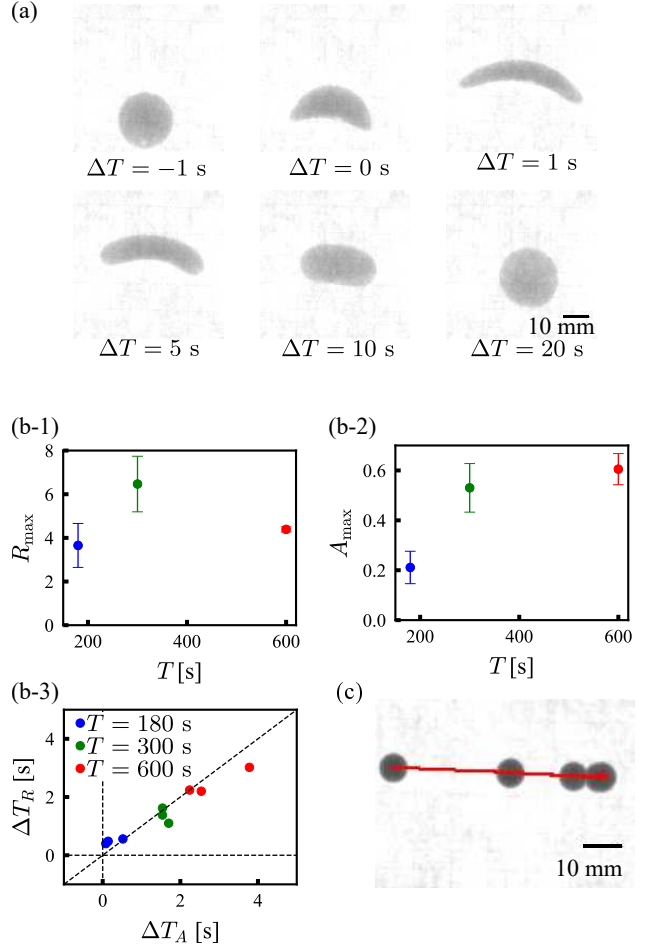 (a)
ΔT = −1 s
ΔT = 0 s
ΔT = 1 s
ΔT = 5 s
ΔT = 10 s
ΔT = 20 s
10 mm
(b-1)
8
6
4
2
0
R_max
200
400
600
T [s]
(b-2)
0.6
0.4
0.2
0.0
A_max
200
400
600
T [s]
(b-3)
T = 180 s
T = 300 s
T = 600 s
4
2
0
ΔT_R [s]
0
2
4
ΔT_A [s]
(c)
10 mm